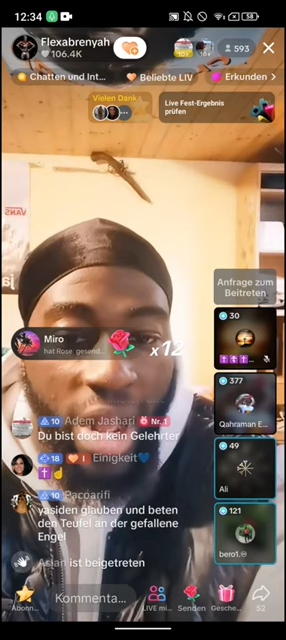 12:34
58
Flexabrenyah
106.4K
593
Chatten und Int...
Beliebte LIV
Erkunden >
Vielen Dank
Live Fest-Ergebnis
prüfen
VANS
Anfrage zum
Beitreten
30
Miro
hat Rose gesend...
x12
377
Qahraman E...
10 Adem Jashari Nr. 1
Du bist doch kein Gelehrter
18 I Einigkeit
49
Ali
10 Pacoarifi
yasiden glauben und beten
den Teufel an der gefallene
Engel
121
bero1.
Asian ist beigetreten
Abonn...
Kommenta...
LIVE mi...
Senden
Gesche...
52